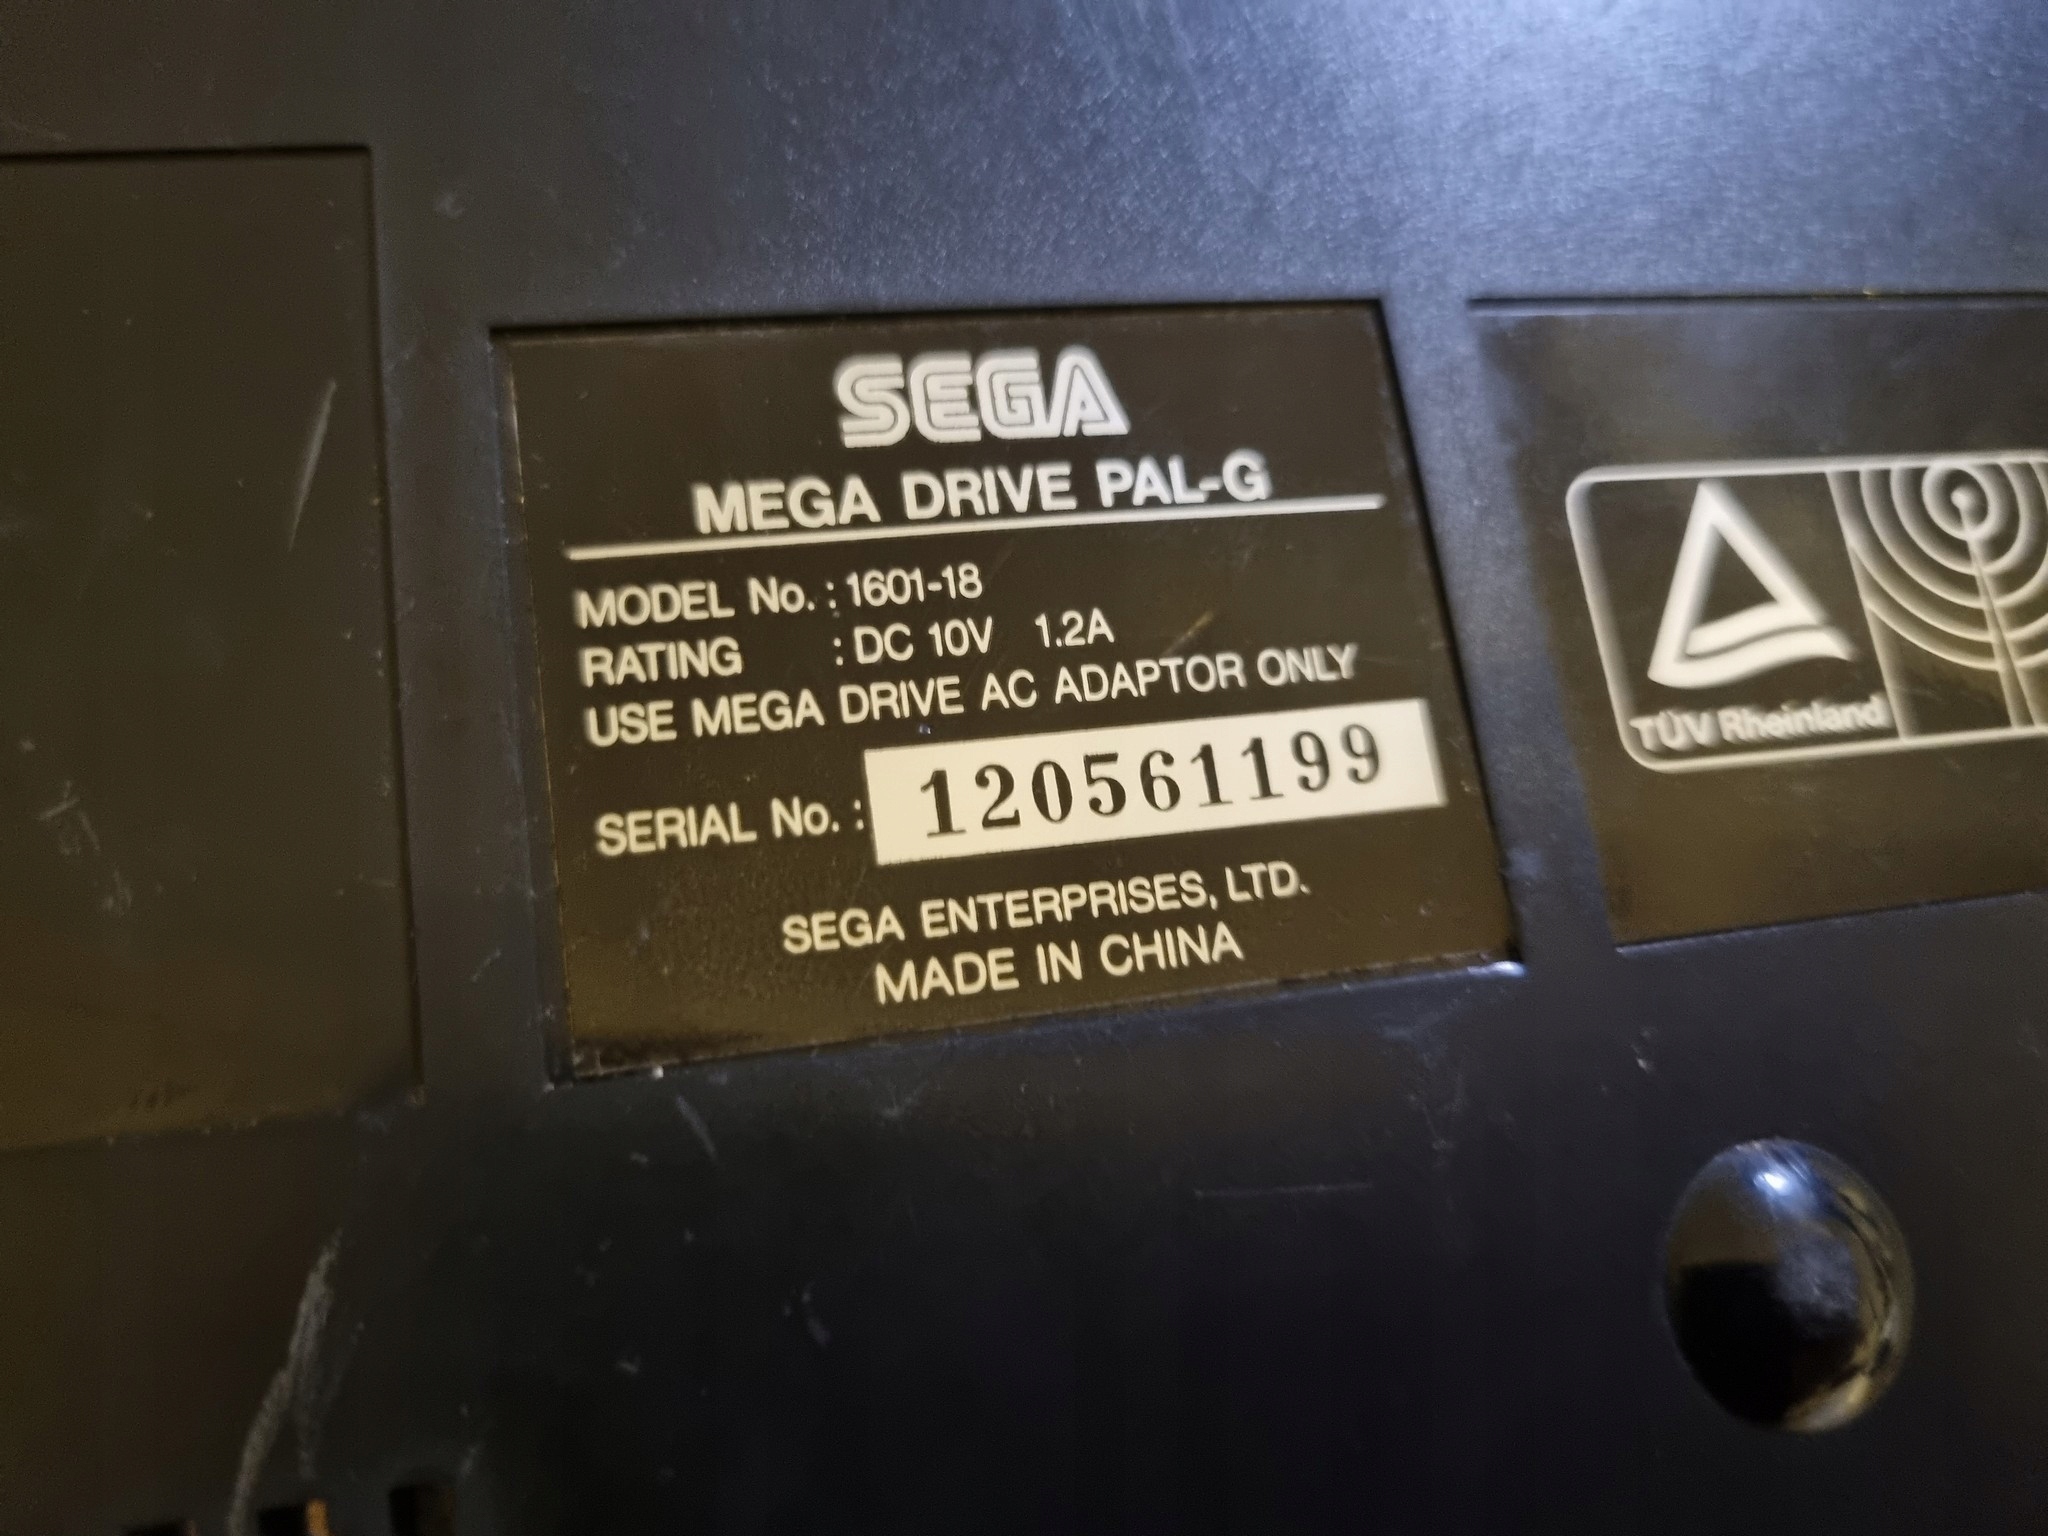 SEGA
MEGA DRIVE PAL-G
MODEL No. : 1601-18
RATING : DC 10V 1.2A
USE MEGA DRIVE AC ADAPTOR ONLY
SERIAL No. : 120561199
SEGA ENTERPRISES, LTD.
MADE IN CHINA
TÜV Rheinland